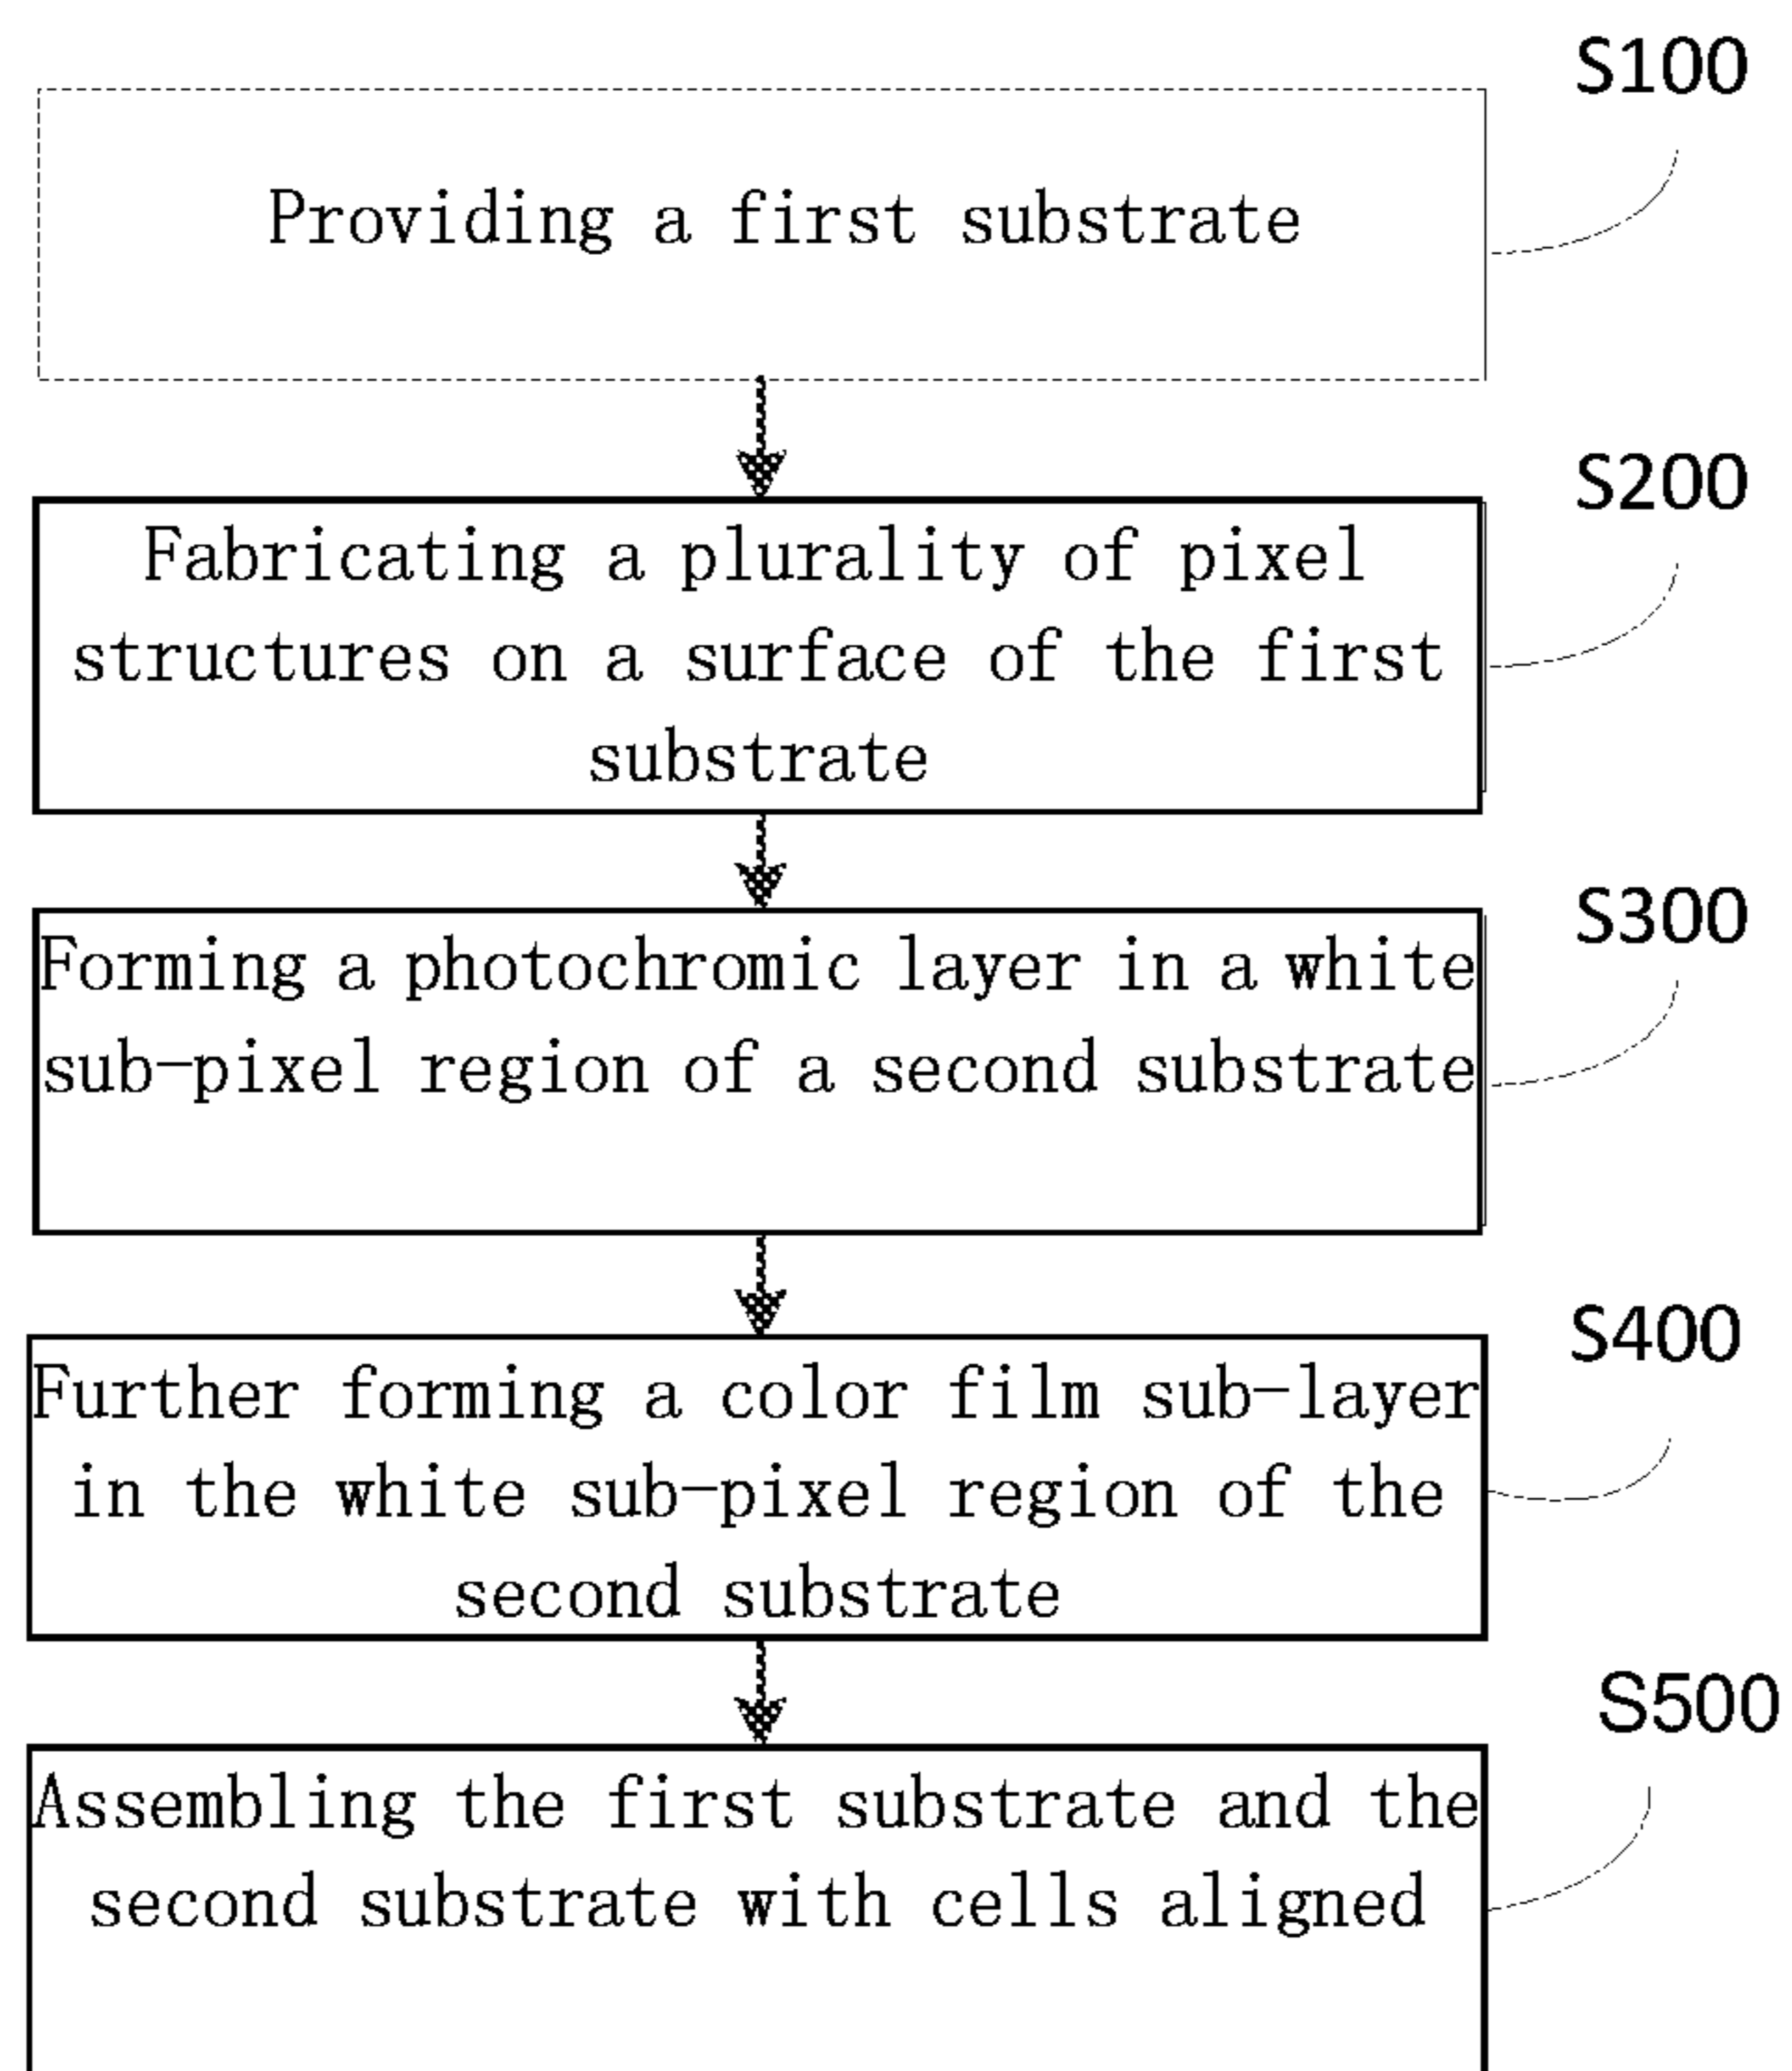 S100
Providing a first substrate
S200
Fabricating a plurality of pixel
structures on a surface of the first
substrate
S300
Forming a photochromic layer in a white
sub-pixel region of a second substrate
S400
Further forming a color film sub-layer
in the white sub-pixel region of the
second substrate
S500
Assembling the first substrate and the
second substrate with cells aligned